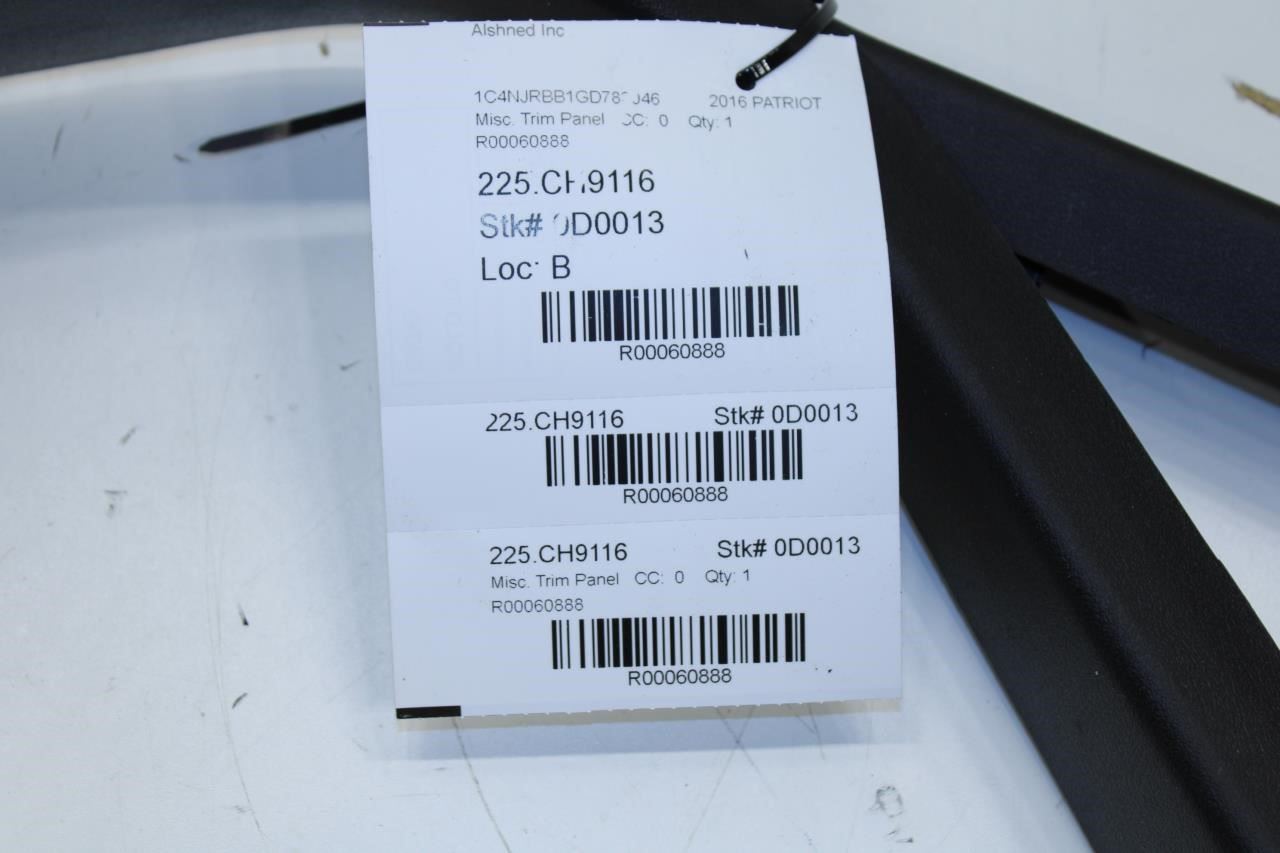 Alshned Inc
2016 PATRIOT
Misc. Trim Panel CC: 0 Qty: 1
R00060888
225.CH9116
Stk# 0D0013
Loc: B
R00060888
225.CH9116 Stk# 0D0013
R00060888
225.CH9116 Stk# 0D0013
Misc. Trim Panel CC: 0 Qty: 1
R00060888
R00060888